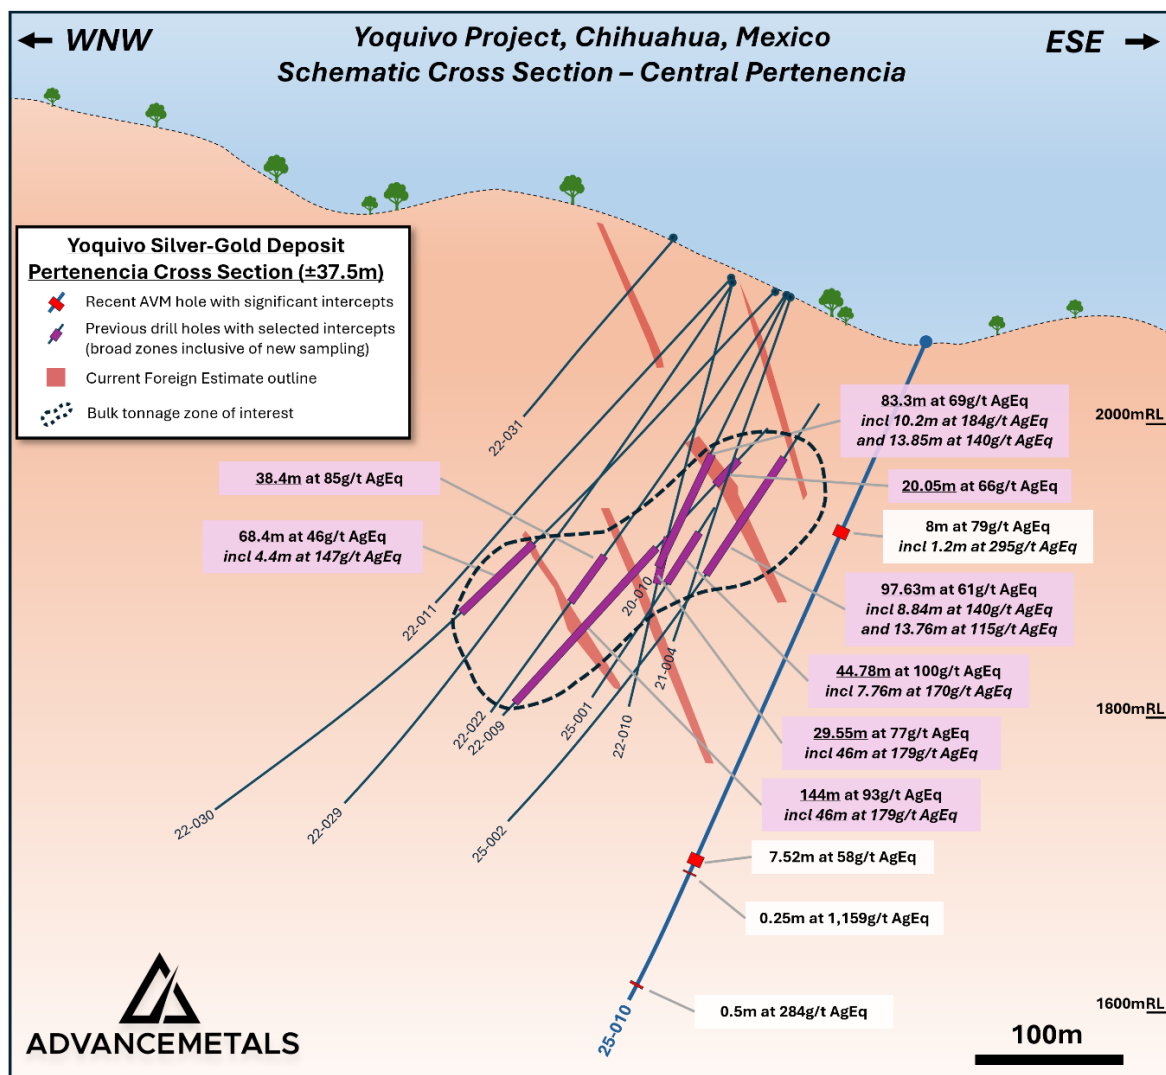 WNW
Yoquivo Project, Chihuahua, Mexico
Schematic Cross Section – Central Pertenencia
ESE
Yoquivo Silver-Gold Deposit
Pertenencia Cross Section (±37.5m)
Recent AVM hole with significant intercepts
Previous drill holes with selected intercepts
(broad zones inclusive of new sampling)
Current Foreign Estimate outline
Bulk tonnage zone of interest
22-031
2000mRL
83.3m at 69g/t AgEq
incl 10.2m at 184g/t AgEq
and 13.85m at 140g/t AgEq
38.4m at 85g/t AgEq
20.05m at 66g/t AgEq
68.4m at 46g/t AgEq
incl 4.4m at 147g/t AgEq
8m at 79g/t AgEq
incl 1.2m at 295g/t AgEq
97.63m at 61g/t AgEq
incl 8.84m at 140g/t AgEq
and 13.76m at 115g/t AgEq
22-011
20-010
21-004
44.78m at 100g/t AgEq
incl 7.76m at 170g/t AgEq
22-022
22-009
25-001
22-010
1800mRL
29.55m at 77g/t AgEq
incl 46m at 179g/t AgEq
144m at 93g/t AgEq
incl 46m at 179g/t AgEq
22-030
22-029
25-002
7.52m at 58g/t AgEq
0.25m at 1,159g/t AgEq
0.5m at 284g/t AgEq
1600mRL
25-010
ADVANCEMETALS
100m